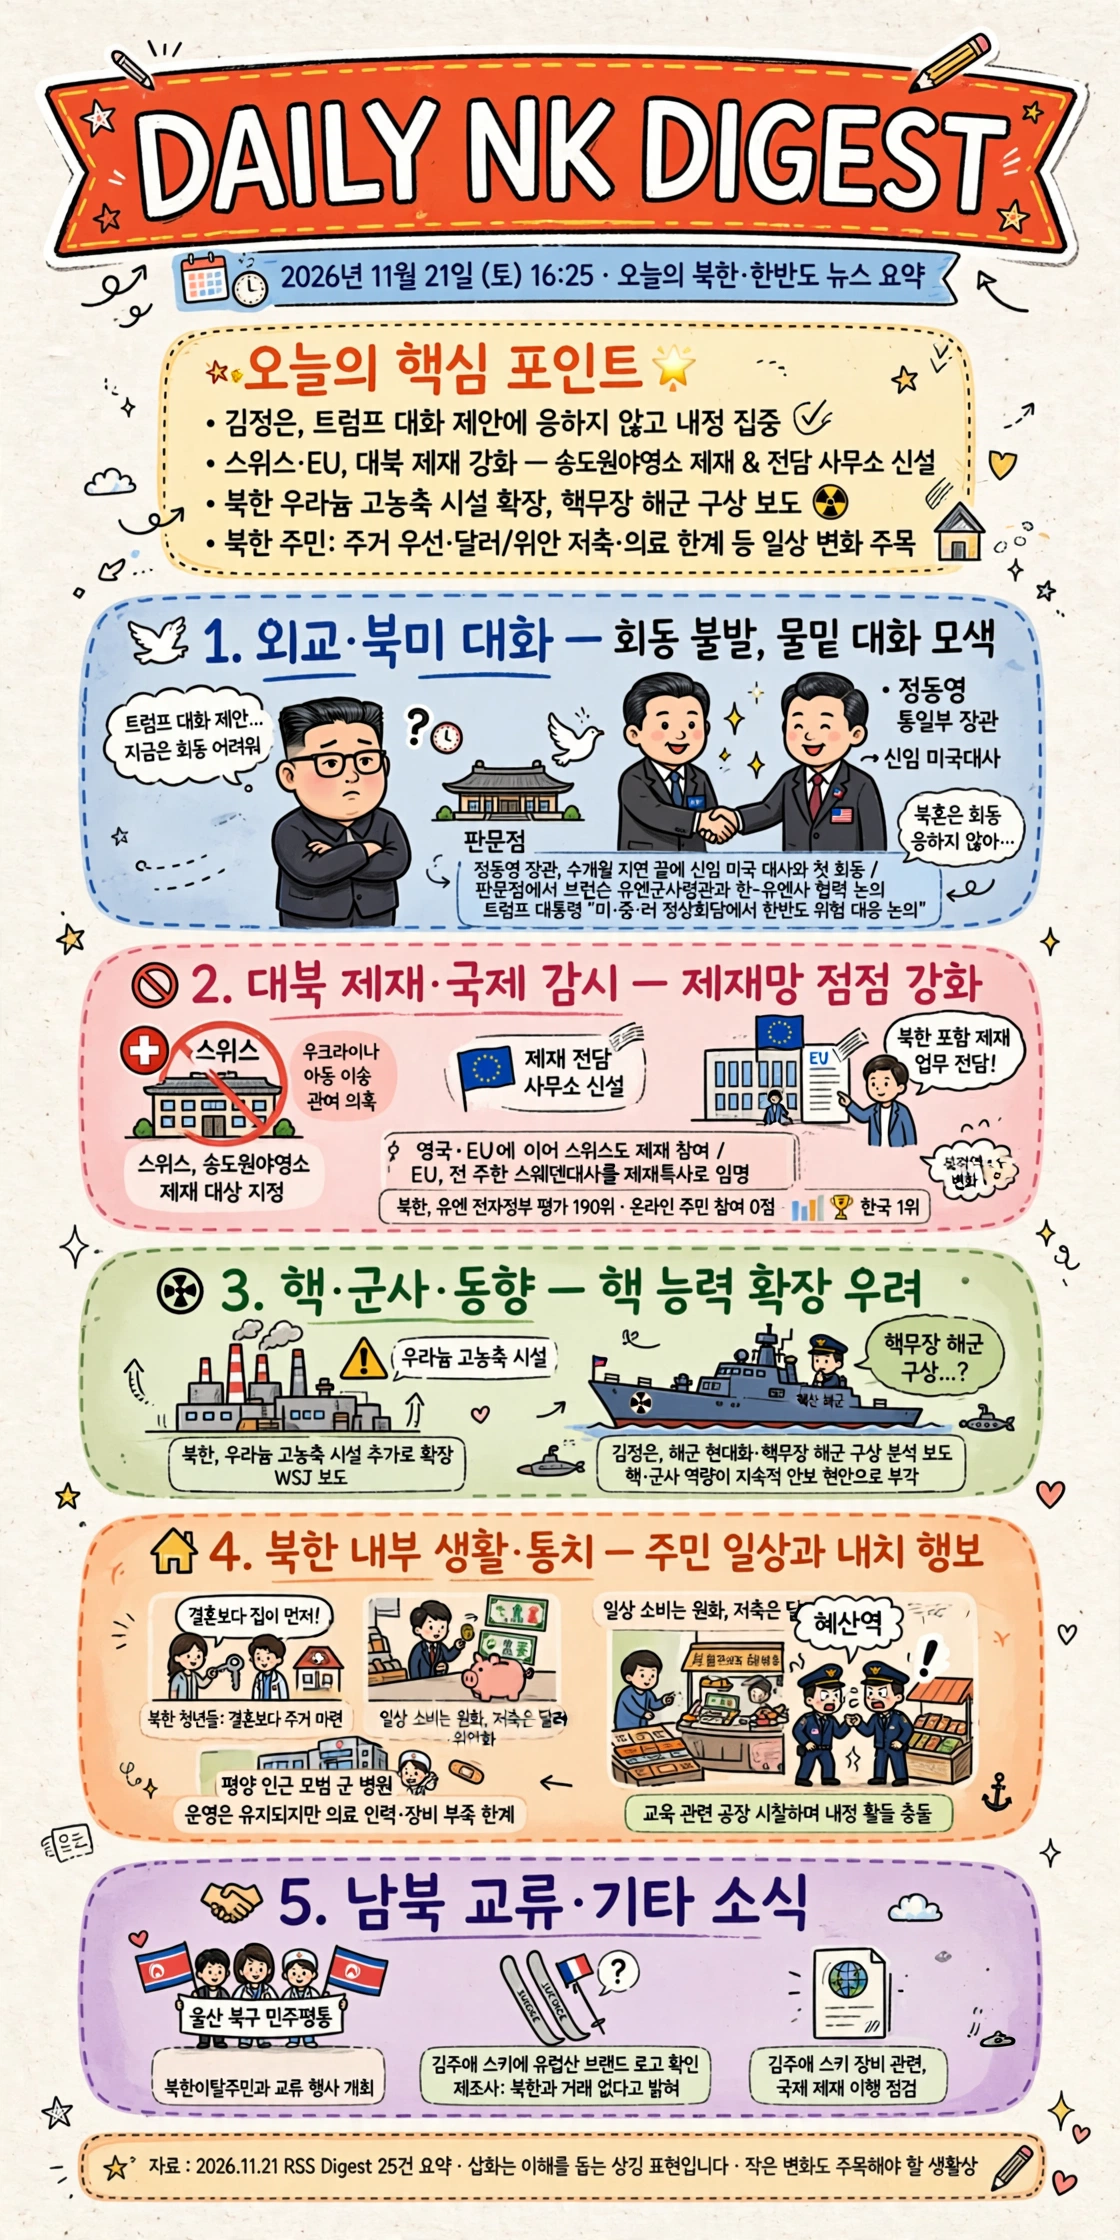 DAILY NK DIGEST
2026년 11월 21일 (토) 16:25 · 오늘의 북한·한반도 뉴스 요약
오늘의 핵심 포인트
• 김정은, 트럼프 대화 제안에 응하지 않고 내정 집중
• 스위스·EU, 대북 제재 강화 — 송도원야영소 제재 & 전담 사무소 신설
• 북한 우라늄 고농축 시설 확장, 핵무장 해군 구상 보도
• 북한 주민: 주거 우선·달러/위안 저축·의료 한계 등 일상 변화 주목
1. 외교·북미 대화 — 회동 불발, 물밑 대화 모색
트럼프 대화 제안...
지금은 회동 어려워
?
판문점
• 정동영
통일부 장관
→ 신임 미국대사
북혼은 회동
응하지 않아...
정동영 장관, 수개월 지연 끝에 신임 미국 대사와 첫 회동 /
판문점에서 브런슨 유엔군사령관과 한-유엔사 협력 논의
트럼프 대통령 "미·중·러 정상회담에서 한반도 위험 대응 논의"
2. 대북 제재·국제 감시 — 제재망 점점 강화
스위스
우크라이나
아동 이송
관여 의혹
스위스, 송도원야영소
제재 대상 지정
제재 전담
사무소 신설
EU
북한 포함 제재
업무 전담!
영국·EU에 이어 스위스도 제재 참여 /
EU, 전 주한 스웨덴대사를 제재특사로 임명
변화
북한, 유엔 전자정부 평가 190위 · 온라인 주민 참여 0점
한국 1위
3. 핵·군사·동향 — 핵 능력 확장 우려
우라늄 고농축 시설
핵무장 해군
구상...?
해군
북한, 우라늄 고농축 시설 추가로 확장
WSJ 보도
김정은, 해군 현대화·핵무장 해군 구상 분석 보도
핵·군사 역량이 지속적 안보 현안으로 부각
4. 북한 내부 생활·통치 — 주민 일상과 내치 행보
결혼보다 집이 먼저!
북한 청년들: 결혼보다 주거 마련
일상 소비는 원화, 저축은 달러
일상 소비는 원화, 저축은
혜산역
!
평양 인근 모범 군 병원
운영은 유지되지만 의료 인력·장비 부족 한계
교육 관련 공장 시찰하며 내정 활들 충돌
5. 남북 교류·기타 소식
울산 북구 민주평통
북한이탈주민과 교류 행사 개회
?
김주애 스키에 유럽산 브랜드 로고 확인
제조사: 북한과 거래 없다고 밝혀
김주애 스키 장비 관련,
국제 제재 이행 점검
자료 : 2026.11.21 RSS Digest 25건 요약 · 삽화는 이해를 돕는 상깅 표현입니다 · 작은 변화도 주목해야 할 생활상